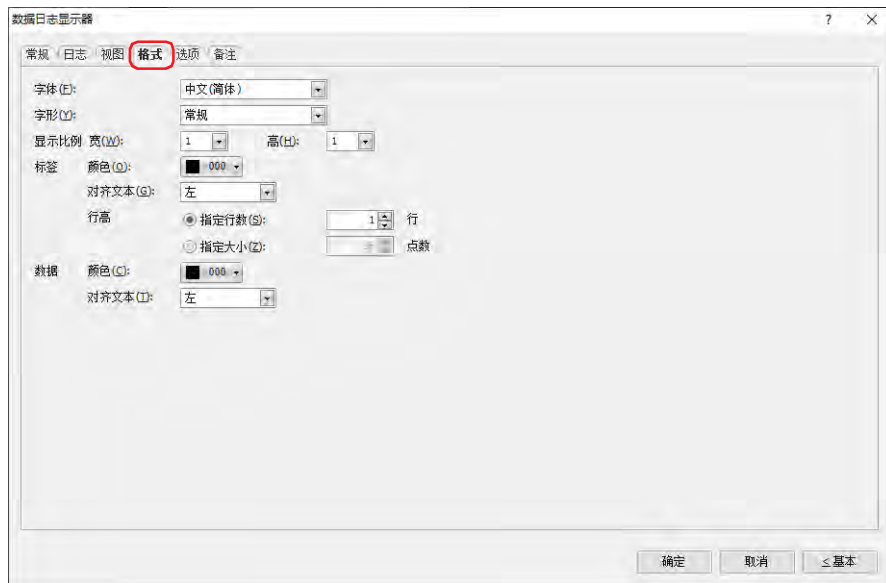 数据日志显示器 ?
常规 日志 视图 格式 选项 备注
字体(F): 中文(简体)
字形(Y): 常规
显示比例 宽(W): 1 高(H): 1
标签 颜色(O): 000
对齐文本(G): 左
行高 指定行数(S): 1 行
指定大小(Z): 点数
数据 颜色(C): 000
对齐文本(T): 左
确定 取消 ≤基本